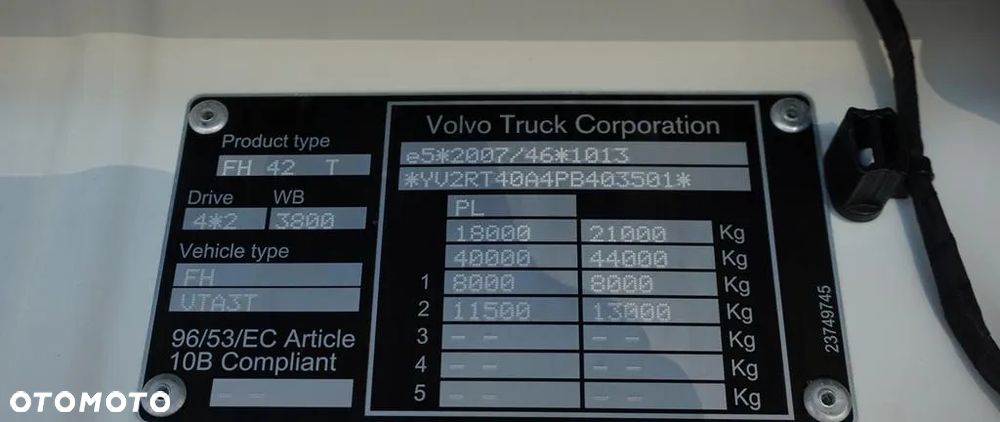 Product type
FH 42 T
Drive WB
4*2 3800
Vehicle type
FH
VTA3T
96/53/EC Article
10B Compliant
-- --
Volvo Truck Corporation
e5*2007/46*1013
*YV2RT40A4PB403501*
PL
18000 21000 Kg
40000 44000 Kg
1 8000 8000 Kg
2 11500 13000 Kg
3 -- -- -- -- Kg
4 -- -- -- -- Kg
5 -- -- -- -- Kg
23749745
OTOMOTO